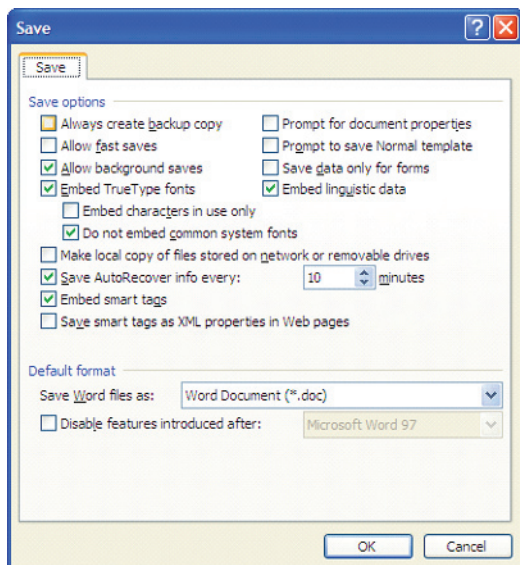 Save
Save
Save options
Always create backup copy
Prompt for document properties
Allow fast saves
Prompt to save Normal template
Allow background saves
Save data only for forms
Embed TrueType fonts
Embed linguistic data
Embed characters in use only
Do not embed common system fonts
Make local copy of files stored on network or removable drives
Save AutoRecover info every: 10 minutes
Embed smart tags
Save smart tags as XML properties in Web pages
Default format
Save Word files as: Word Document (*.doc)
Disable features introduced after: Microsoft Word 97
OK Cancel